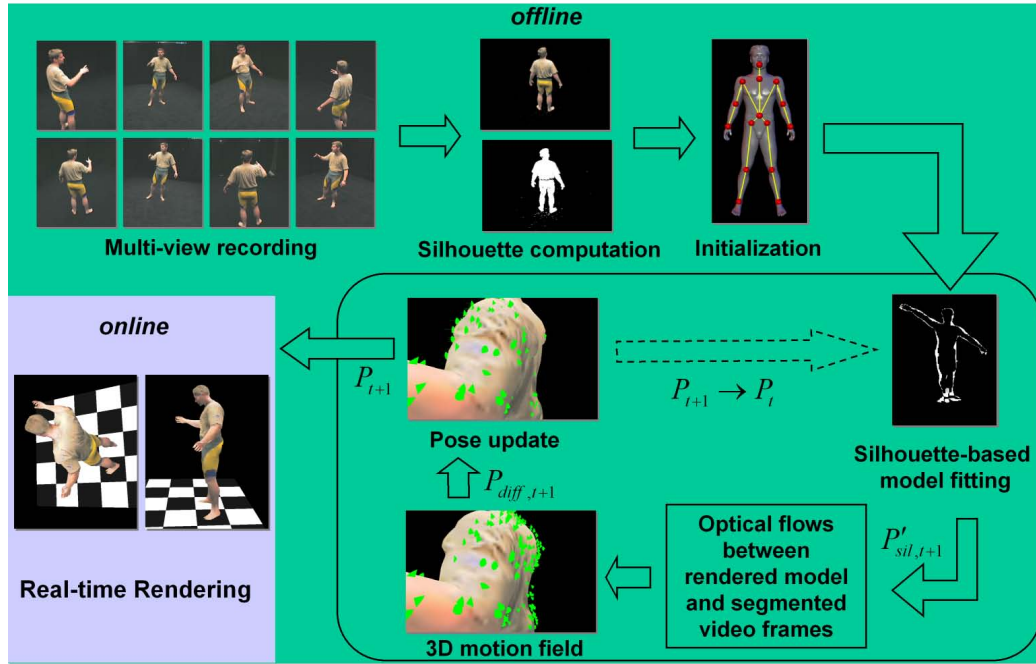 offline
Multi-view recording
Silhouette computation
Initialization
online
P_{t+1}
P_{t+1} → P_t
Pose update
Silhouette-based
model fitting
P_{diff,t+1}
P'_{sil,t+1}
Optical flows
between
rendered model
and segmented
video frames
Real-time Rendering
3D motion field